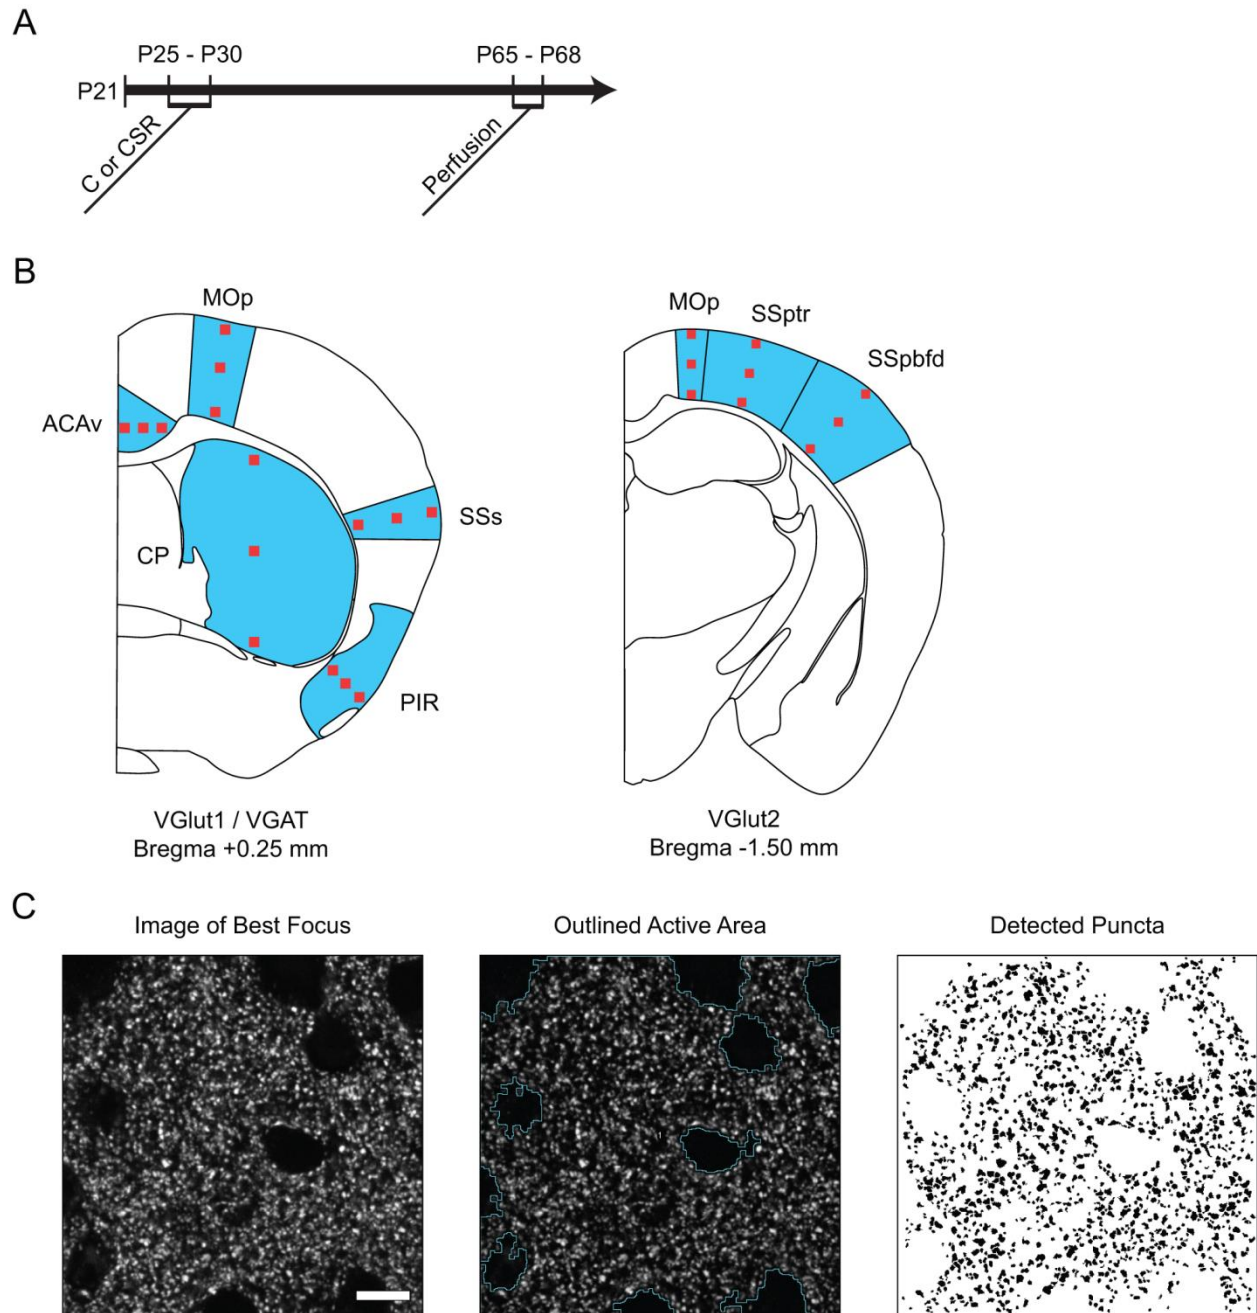 A
P25 - P30
P65 - P68
P21
C or CSR
Perfusion
B
MOp
ACAv
SSs
CP
PIR
VGlut1 / VGAT
Bregma +0.25 mm
MOp
SSptr
SSpbfd
VGlut2
Bregma -1.50 mm
C
Image of Best Focus
Outlined Active Area
Detected Puncta
1